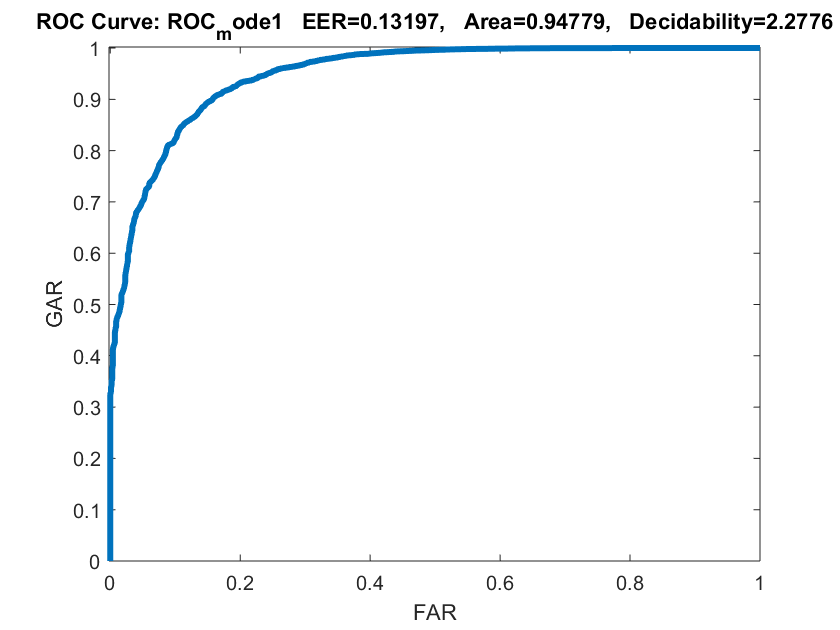 ROC Curve: ROC_mode1   EER=0.13197,   Area=0.94779,   Decidability=2.2776
1
0.9
0.8
0.7
0.6
0.5
0.4
0.3
0.2
0.1
0
GAR
0 0.2 0.4 0.6 0.8 1
FAR